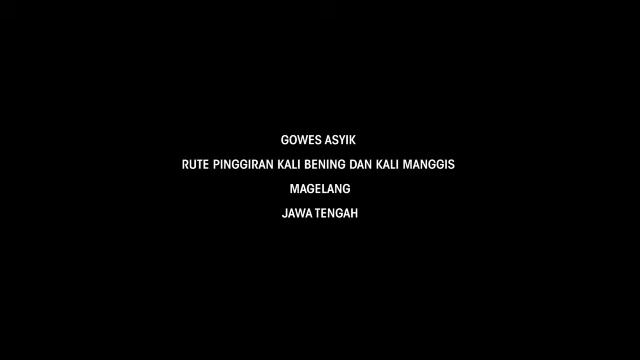 GOWES ASYIK
RUTE PINGGIRAN KALI BENING DAN KALI MANGGIS
MAGELANG
JAWA TENGAH